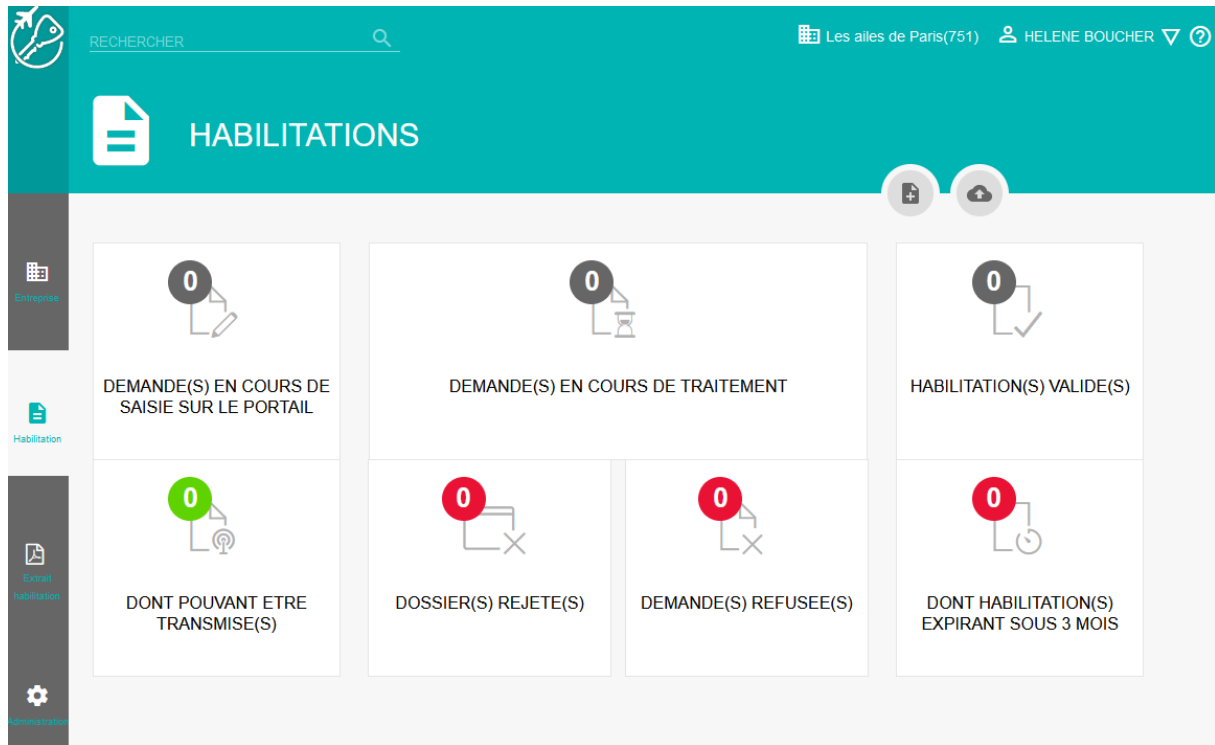 RECHERCHER
Les ailes de Paris(751)
HELENE BOUCHER
HABILITATIONS
Entreprise
Habilitation
Extrait
habilitation
Administration
0
DEMANDE(S) EN COURS DE
SAISIE SUR LE PORTAIL
0
DEMANDE(S) EN COURS DE TRAITEMENT
0
HABILITATION(S) VALIDE(S)
0
DONT POUVANT ETRE
TRANSMISE(S)
0
DOSSIER(S) REJETE(S)
0
DEMANDE(S) REFUSEE(S)
0
DONT HABILITATION(S)
EXPIRANT SOUS 3 MOIS